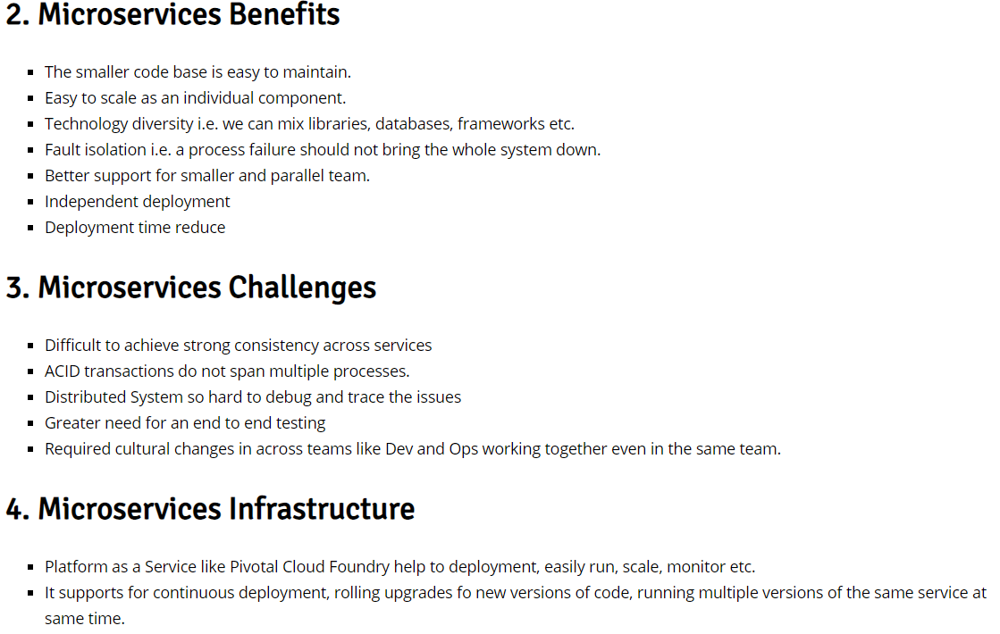 2. Microservices Benefits
The smaller code base is easy to maintain.
Easy to scale as an individual component.
Technology diversity i.e. we can mix libraries, databases, frameworks etc.
Fault isolation i.e. a process failure should not bring the whole system down.
Better support for smaller and parallel team.
Independent deployment
Deployment time reduce
3. Microservices Challenges
Difficult to achieve strong consistency across services
ACID transactions do not span multiple processes.
Distributed System so hard to debug and trace the issues
Greater need for an end to end testing
Required cultural changes in across teams like Dev and Ops working together even in the same team.
4. Microservices Infrastructure
Platform as a Service like Pivotal Cloud Foundry help to deployment, easily run, scale, monitor etc.
It supports for continuous deployment, rolling upgrades fo new versions of code, running multiple versions of the same service at
same time.